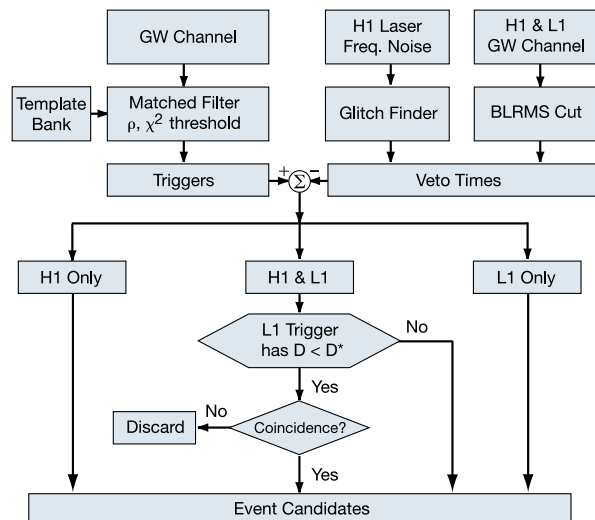 GW Channel
H1 Laser
Freq. Noise
H1 & L1
GW Channel
Template
Bank
Matched Filter
ρ, χ² threshold
Glitch Finder
BLRMS Cut
Triggers
+
Σ
−
Veto Times
H1 Only
H1 & L1
L1 Only
L1 Trigger
has D < D*
No
Yes
Discard
No
Coincidence?
Yes
Event Candidates